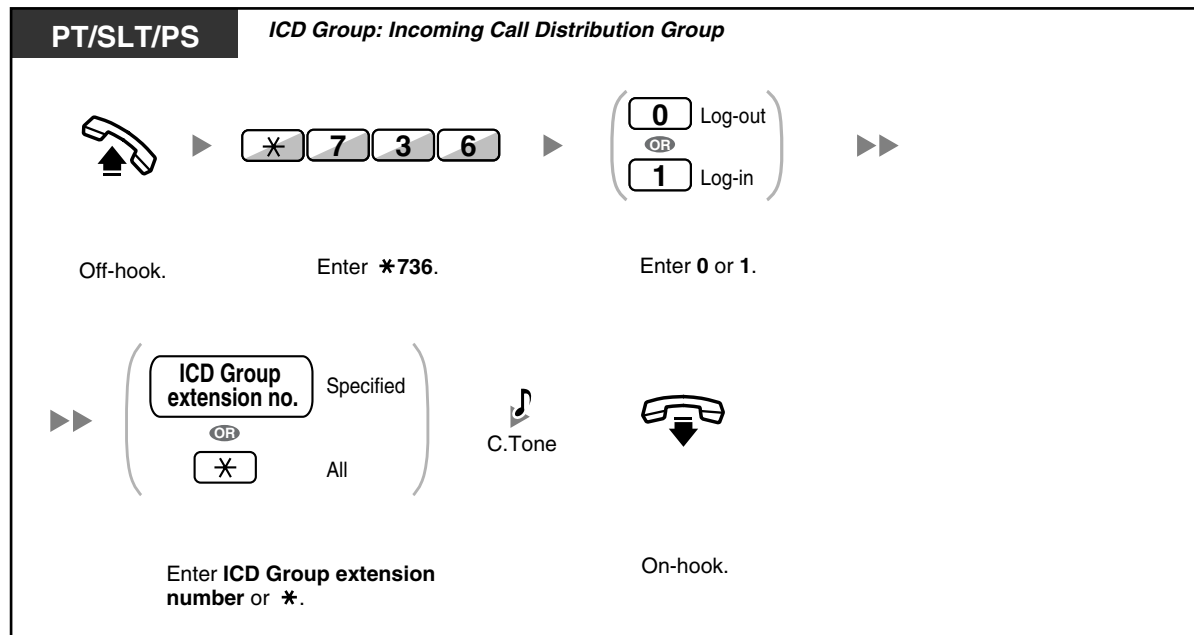 PT/SLT/PS
ICD Group: Incoming Call Distribution Group
* 7 3 6
0 Log-out
OR
1 Log-in
Off-hook.
Enter *736.
Enter 0 or 1.
ICD Group
extension no.
Specified
OR
* All
C.Tone
Enter ICD Group extension
number or *.
On-hook.